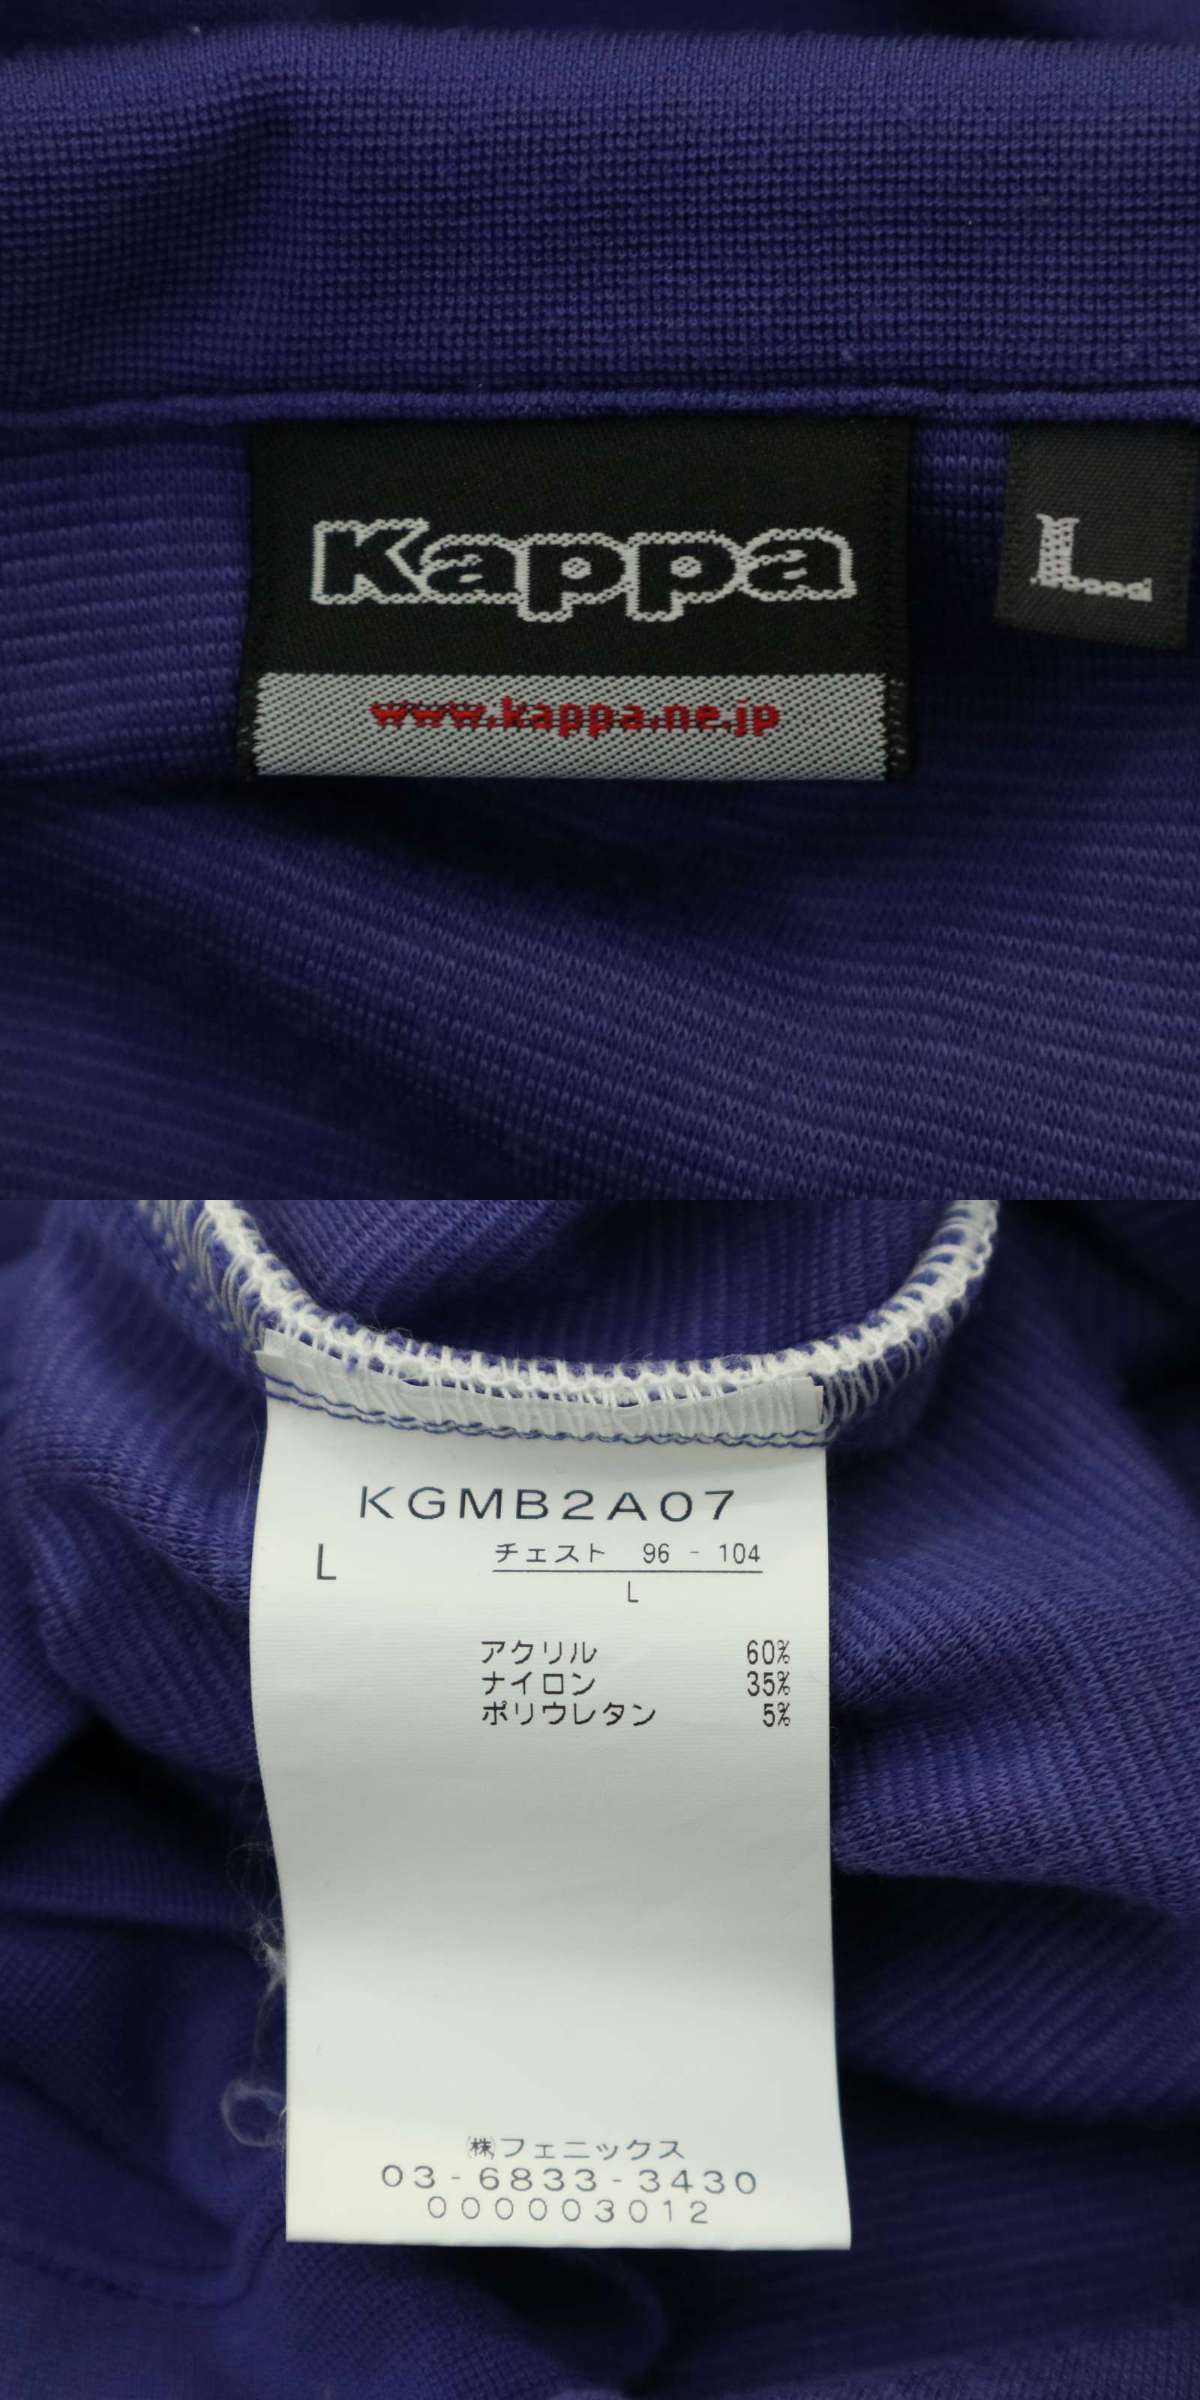 Kappa
L
www.kappa.ne.jp
KGMB2A07
L
チェスト 96 - 104
L
アクリル 60%
ナイロン 35%
ポリウレタン 5%
㈱フェニックス
03-6833-3430
000003012